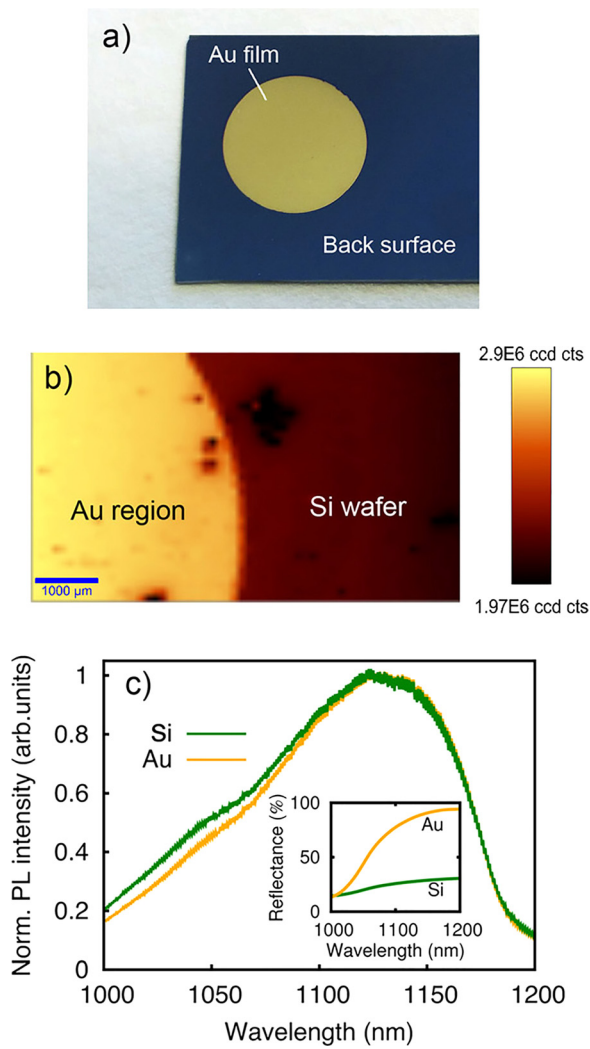 a)
Au film
Back surface
b)
2.9E6 ccd cts
Au region
Si wafer
1000 µm
1.97E6 ccd cts
c)
Norm. PL intensity (arb.units)
1
0.8
0.6
0.4
0.2
0
Si
Au
Reflectance (%)
100
50
0
Au
Si
1000 1100 1200
Wavelength (nm)
1000 1050 1100 1150 1200
Wavelength (nm)